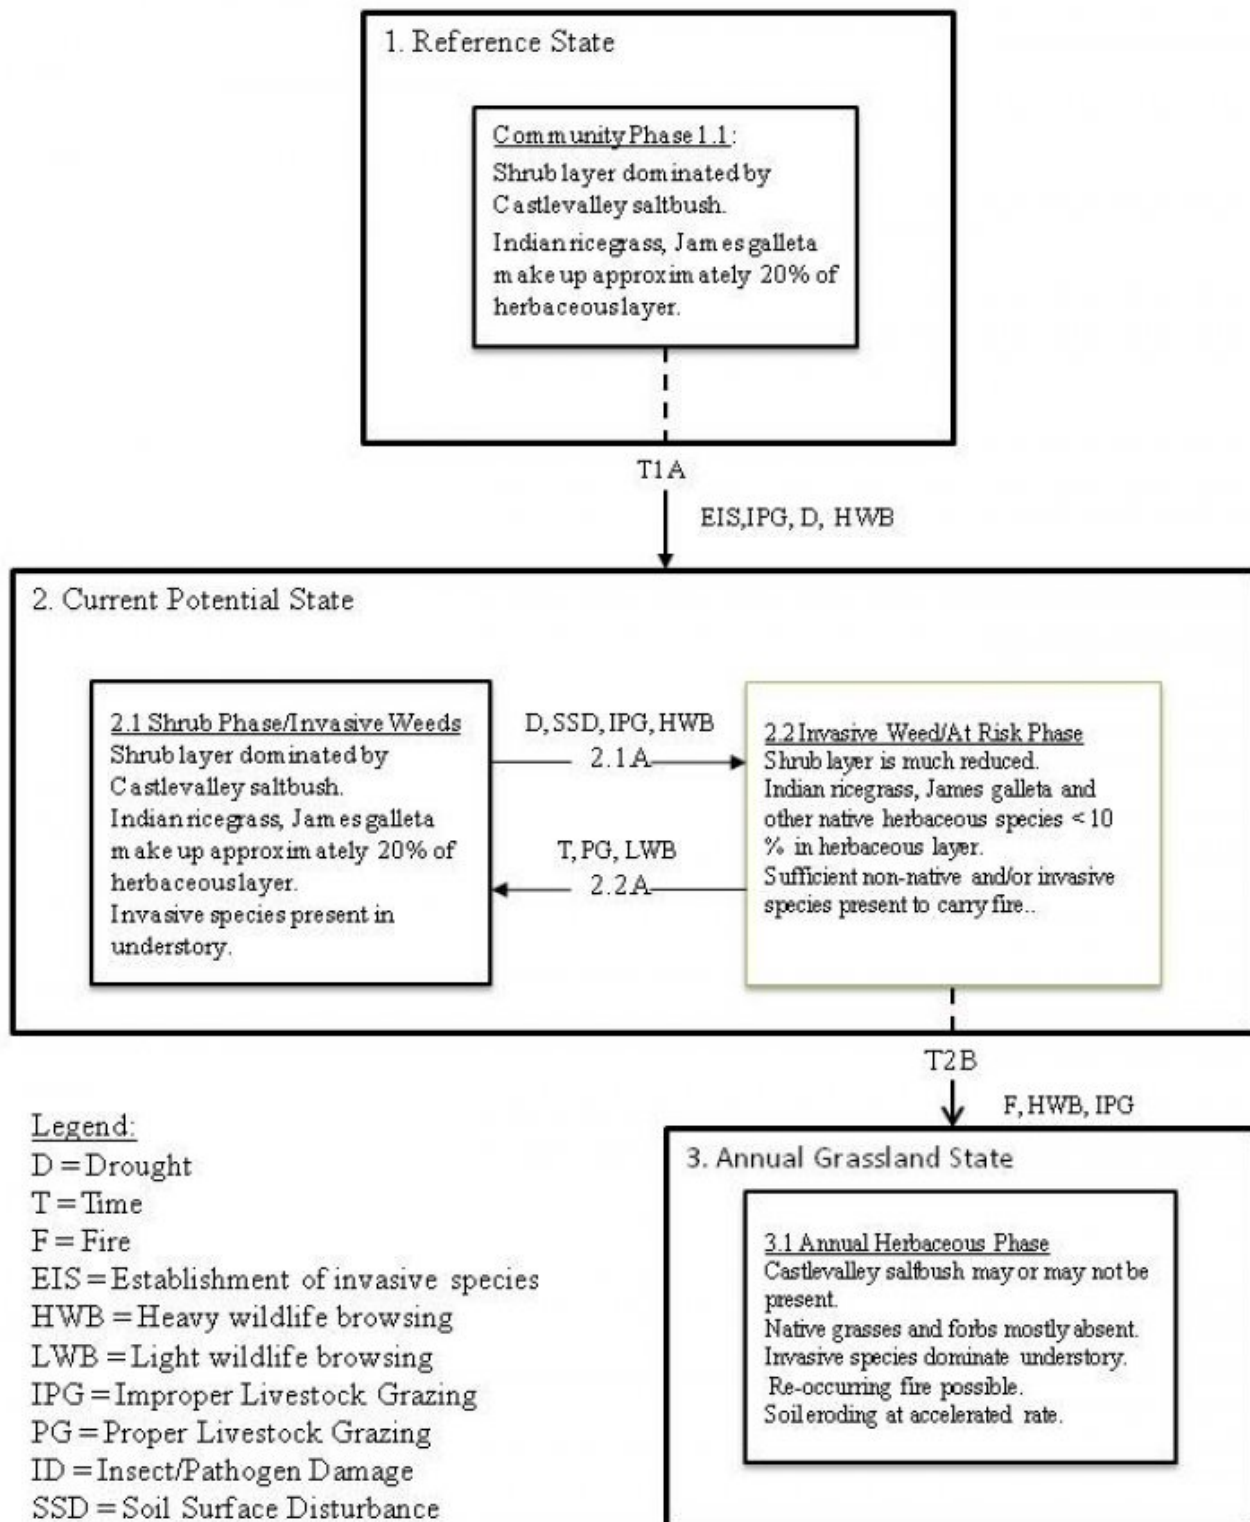 1. Reference State
Community Phase 1.1:
Shrub layer dominated by
Castlevalley saltbush.
Indian ricegrass, James galleta
make up approximately 20% of
herbaceous layer.
T1A
EIS,IPG, D, HWB
2. Current Potential State
2.1 Shrub Phase/Invasive Weeds
Shrub layer dominated by
Castlevalley saltbush.
Indian ricegrass, James galleta
make up approximately 20% of
herbaceous layer.
Invasive species present in
understory.
D, SSD, IPG, HWB
2.1A
T, PG, LWB
2.2A
2.2 Invasive Weed/At Risk Phase
Shrub layer is much reduced.
Indian ricegrass, James galleta and
other native herbaceous species < 10
% in herbaceous layer.
Sufficient non-native and/or invasive
species present to carry fire..
T2B
F, HWB, IPG
Legend:
D = Drought
T = Time
F = Fire
EIS = Establishment of invasive species
HWB = Heavy wildlife browsing
LWB = Light wildlife browsing
IPG = Improper Livestock Grazing
PG = Proper Livestock Grazing
ID = Insect/Pathogen Damage
SSD = Soil Surface Disturbance
3. Annual Grassland State
3.1 Annual Herbaceous Phase
Castlevalley saltbush may or may not be
present.
Native grasses and forbs mostly absent.
Invasive species dominate understory.
Re-occurring fire possible.
Soil eroding at accelerated rate.